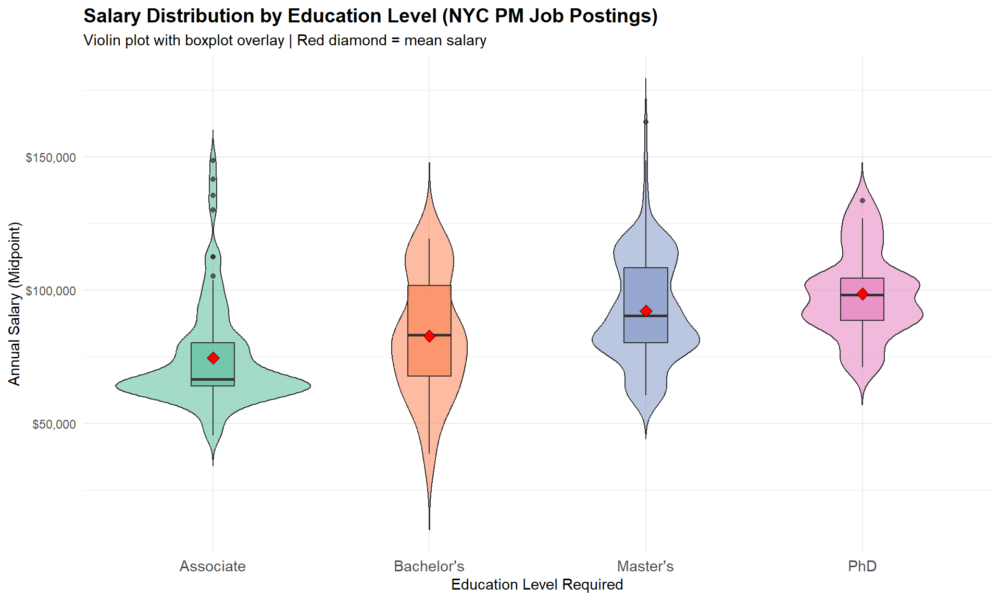 Salary Distribution by Education Level (NYC PM Job Postings)
Violin plot with boxplot overlay | Red diamond = mean salary
Annual Salary (Midpoint)
$150,000
$100,000
$50,000
Associate
Bachelor's
Master's
PhD
Education Level Required